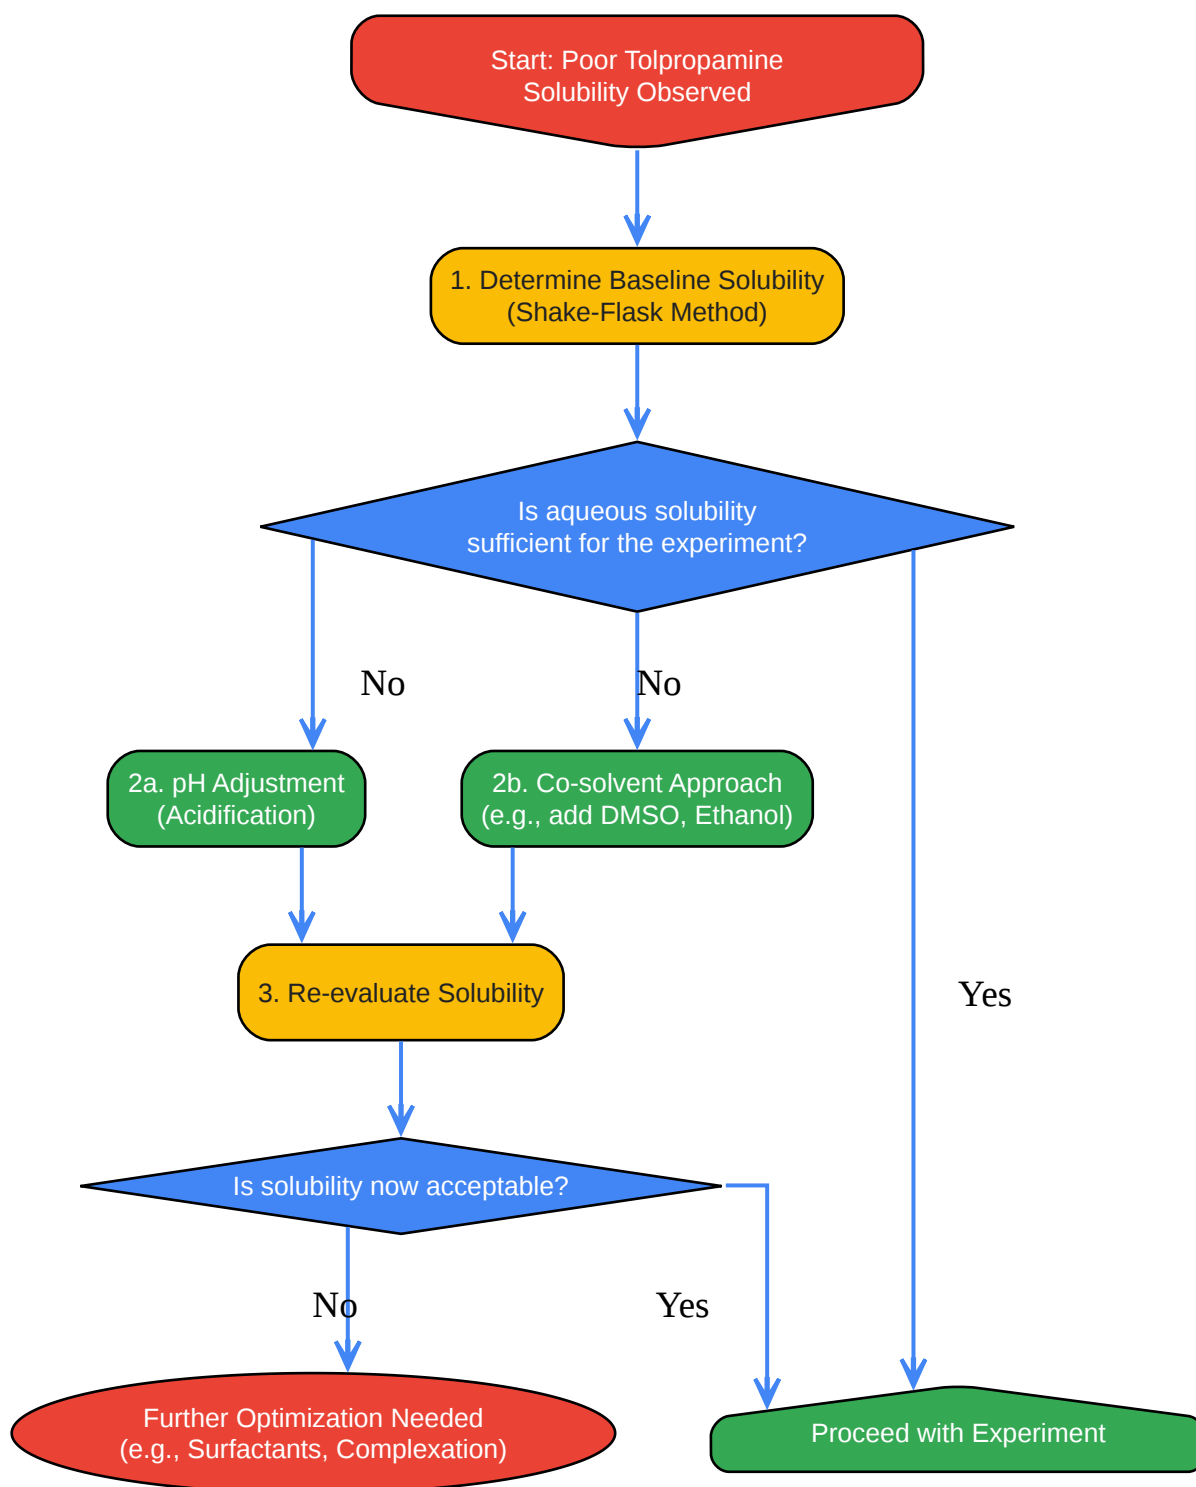 Start: Poor Tolpropamine
Solubility Observed
1. Determine Baseline Solubility
(Shake-Flask Method)
Is aqueous solubility
sufficient for the experiment?
No
No
2a. pH Adjustment
(Acidification)
2b. Co-solvent Approach
(e.g., add DMSO, Ethanol)
3. Re-evaluate Solubility
Yes
Is solubility now acceptable?
No
Yes
Further Optimization Needed
(e.g., Surfactants, Complexation)
Proceed with Experiment